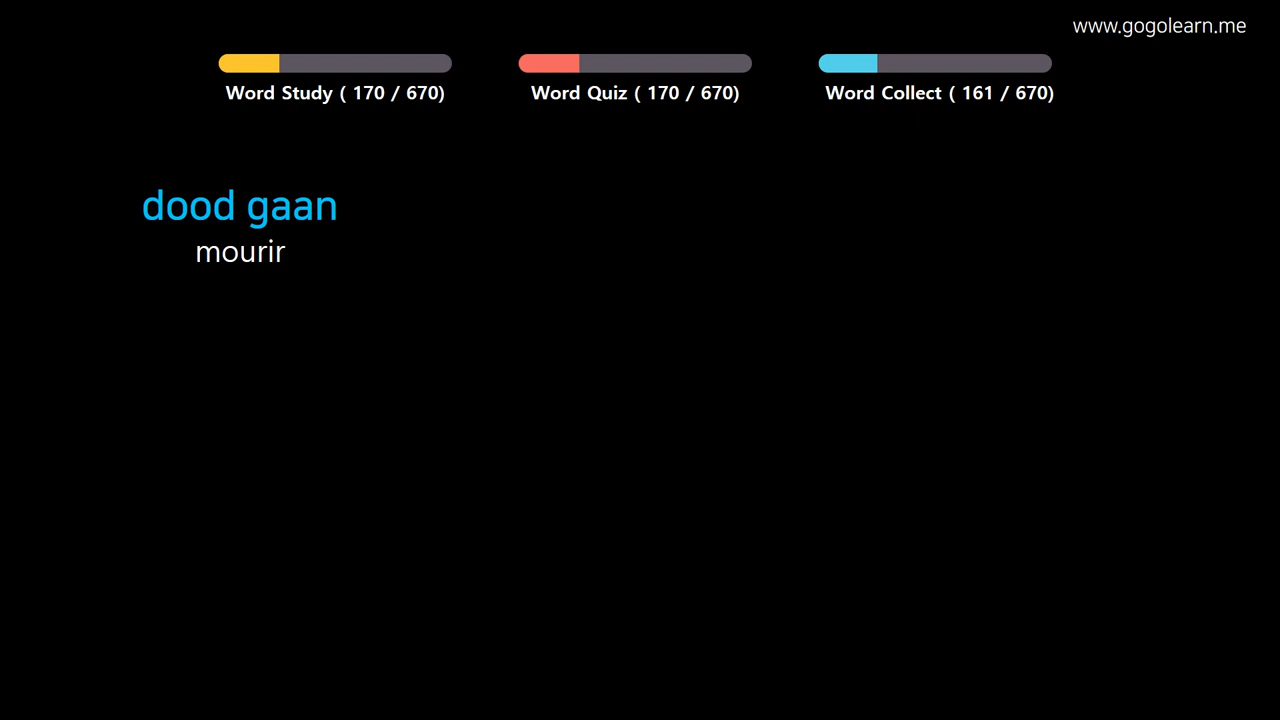 www.gogolearn.me
Word Study ( 170 / 670)
Word Quiz ( 170 / 670)
Word Collect ( 161 / 670)
dood gaan
mourir